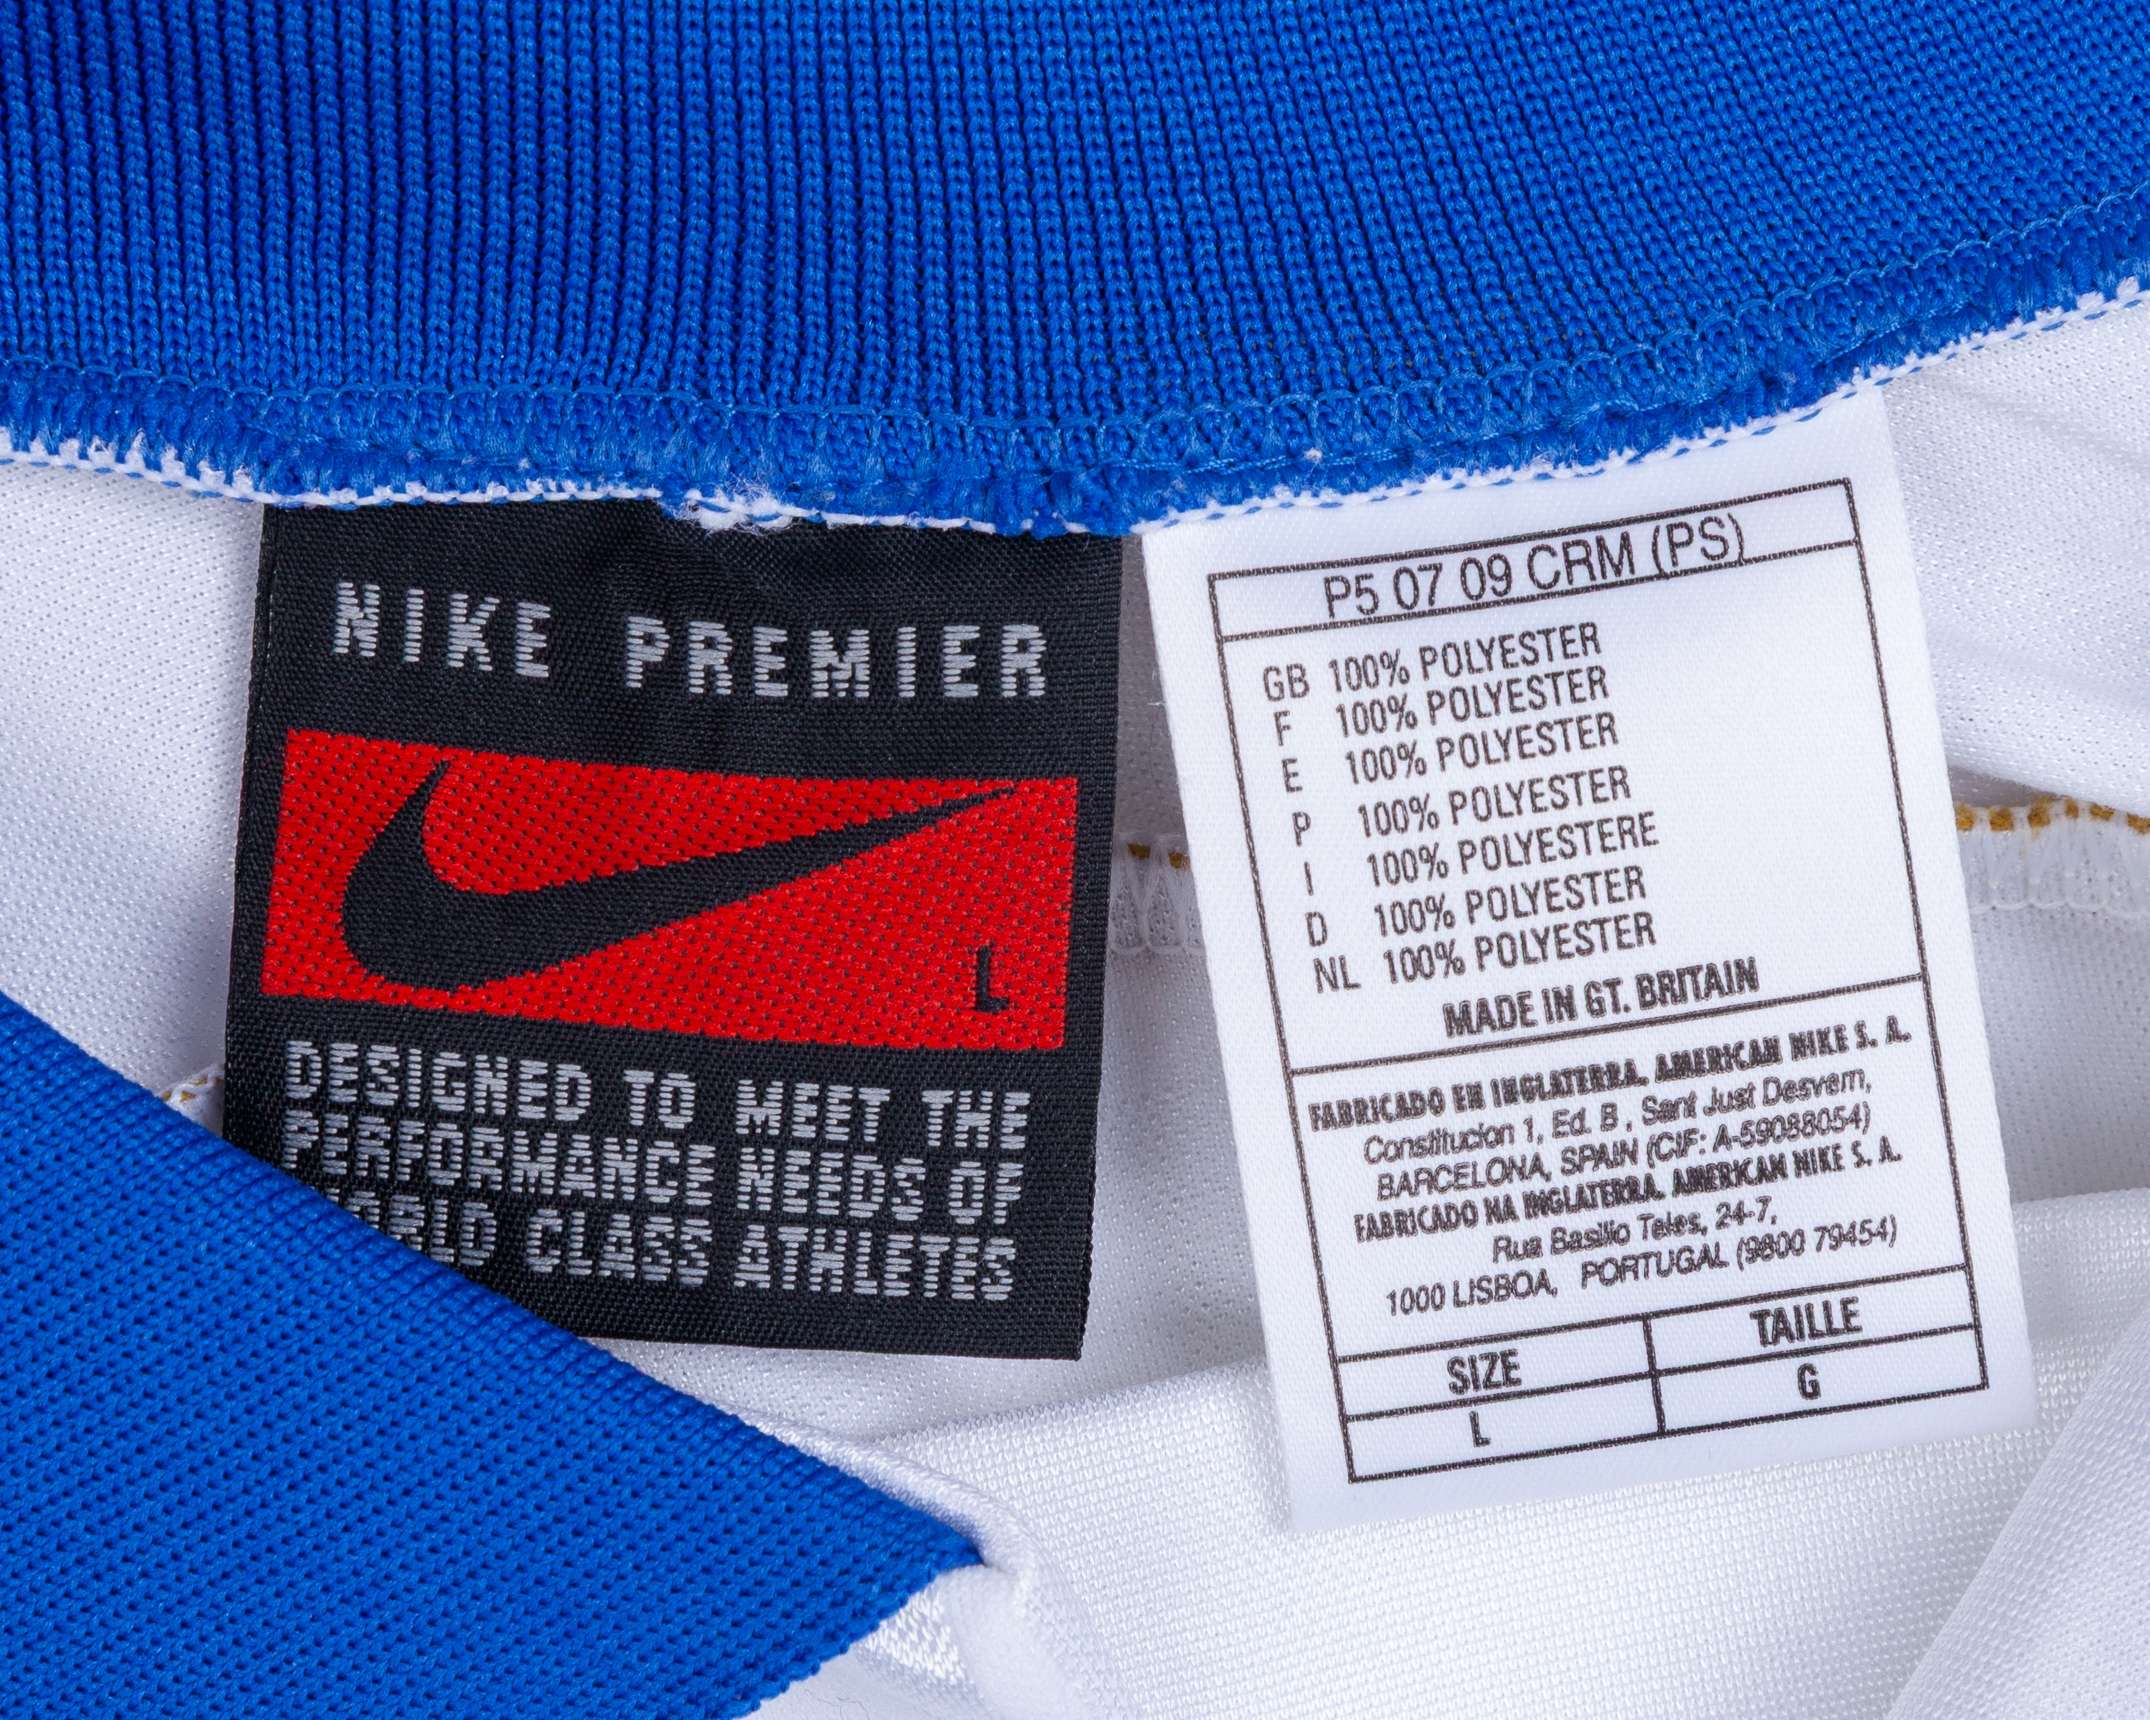 NIKE PREMIER
L
DESIGNED TO MEET THE
PERFORMANCE NEEDS OF
WORLD CLASS ATHLETES
P5 07 09 CRM (PS)
GB 100% POLYESTER
F 100% POLYESTER
E 100% POLYESTER
P 100% POLYESTER
I 100% POLYESTERE
D 100% POLYESTER
NL 100% POLYESTER
MADE IN GT. BRITAIN
FABRICADO EN INGLATERRA. AMERICAN NIKE S. A.
Constitucion 1, Ed. B , Sant Just Desvern,
BARCELONA, SPAIN (CIF: A-59088054)
FABRICADO NA INGLATERRA. AMERICAN NIKE S. A.
Rua Basilio Teles, 24-7,
1000 LISBOA, PORTUGAL (9800 79454)
SIZE TAILLE
L G